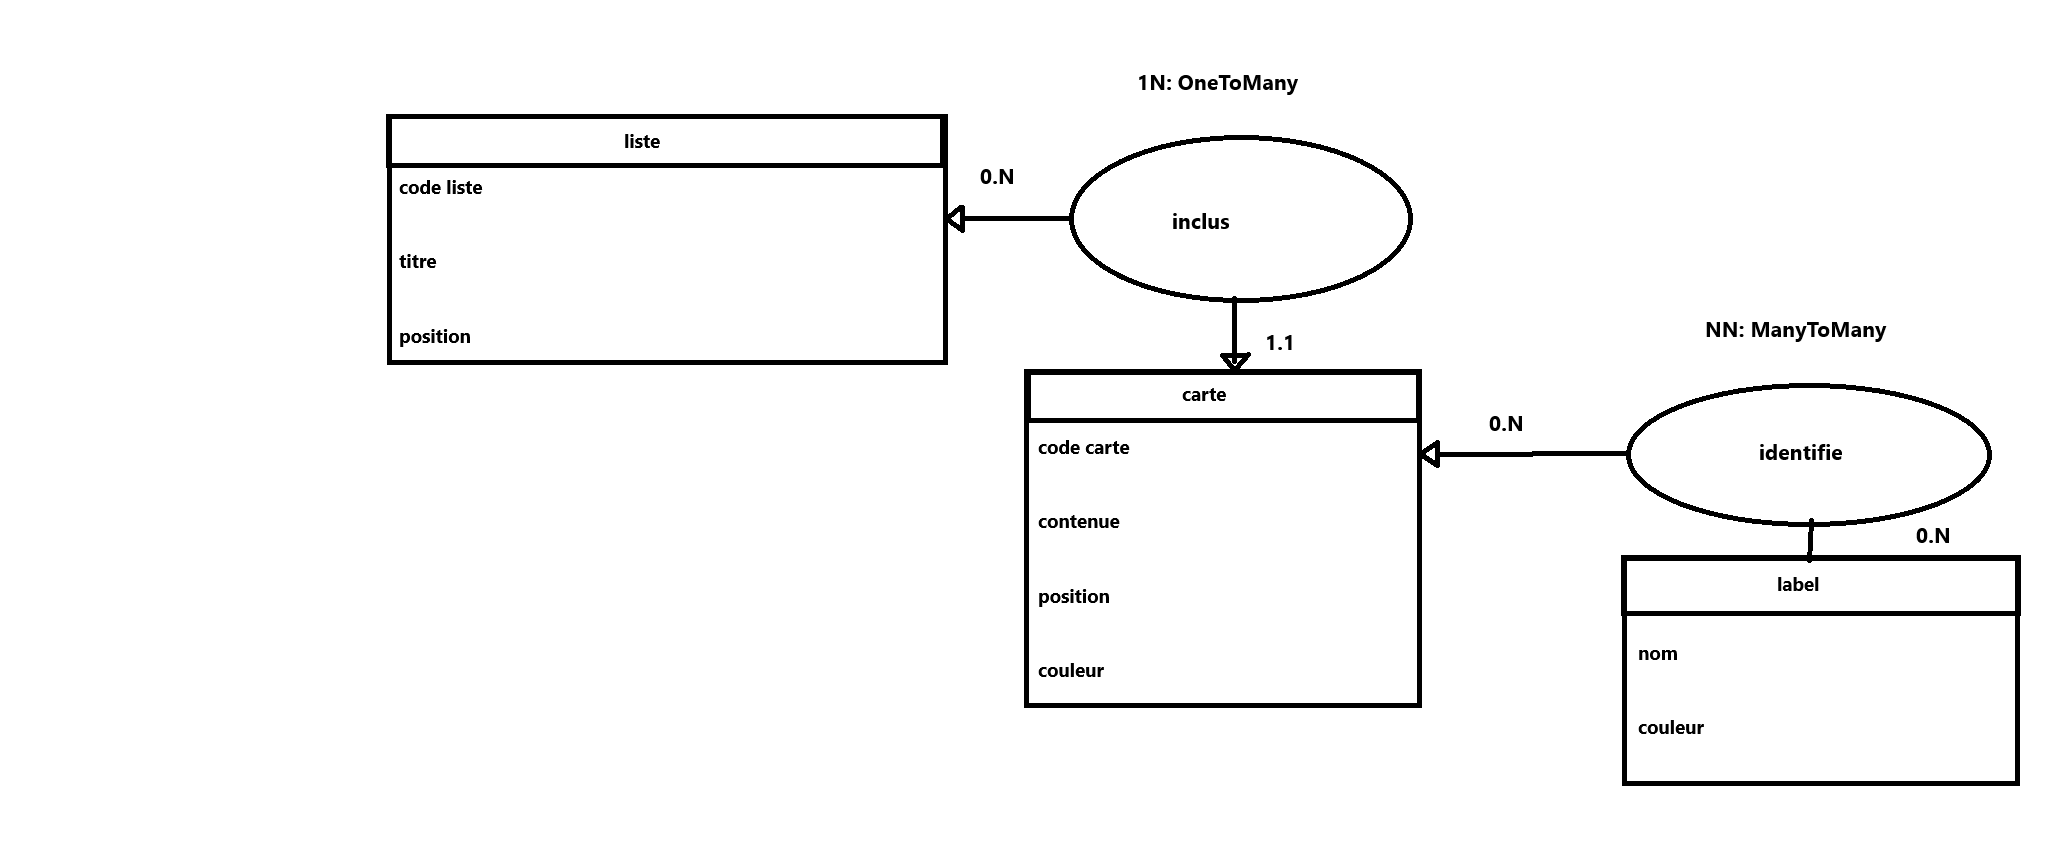 1N: OneToMany
liste
code liste
titre
position
0.N
inclus
1.1
NN: ManyToMany
carte
code carte
contenue
position
couleur
0.N
identifie
0.N
label
nom
couleur